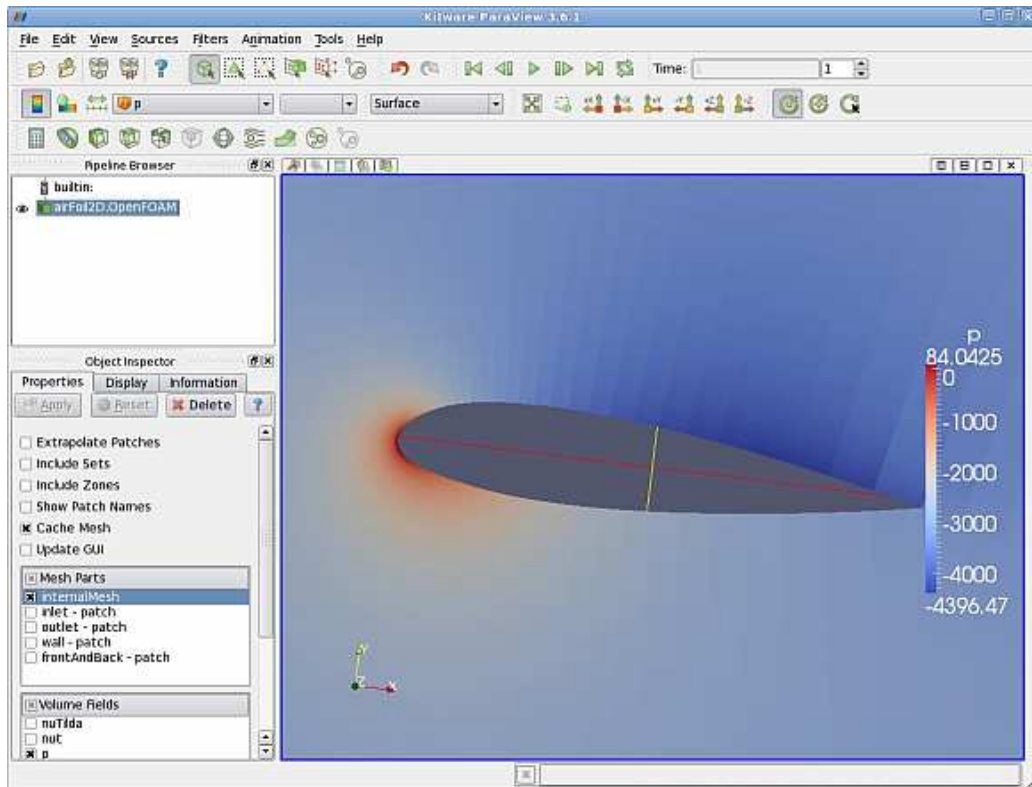 Kitware ParaView 3.6.1
File Edit View Sources Filters Animation Tools Help
? Time: 1
p Surface
Pipeline Browser
builtin:
airFoil2D.OpenFOAM
Object Inspector
Properties Display Information
Apply Reset Delete ?
Extrapolate Patches
Include Sets
Include Zones
Show Patch Names
Cache Mesh
Update GUI
Mesh Parts
internalMesh
inlet - patch
outlet - patch
wall - patch
frontAndBack - patch
Volume Fields
nuTilda
nut
p
p
84.0425
0
-1000
-2000
-3000
-4000
-4396.47
Y
Z X